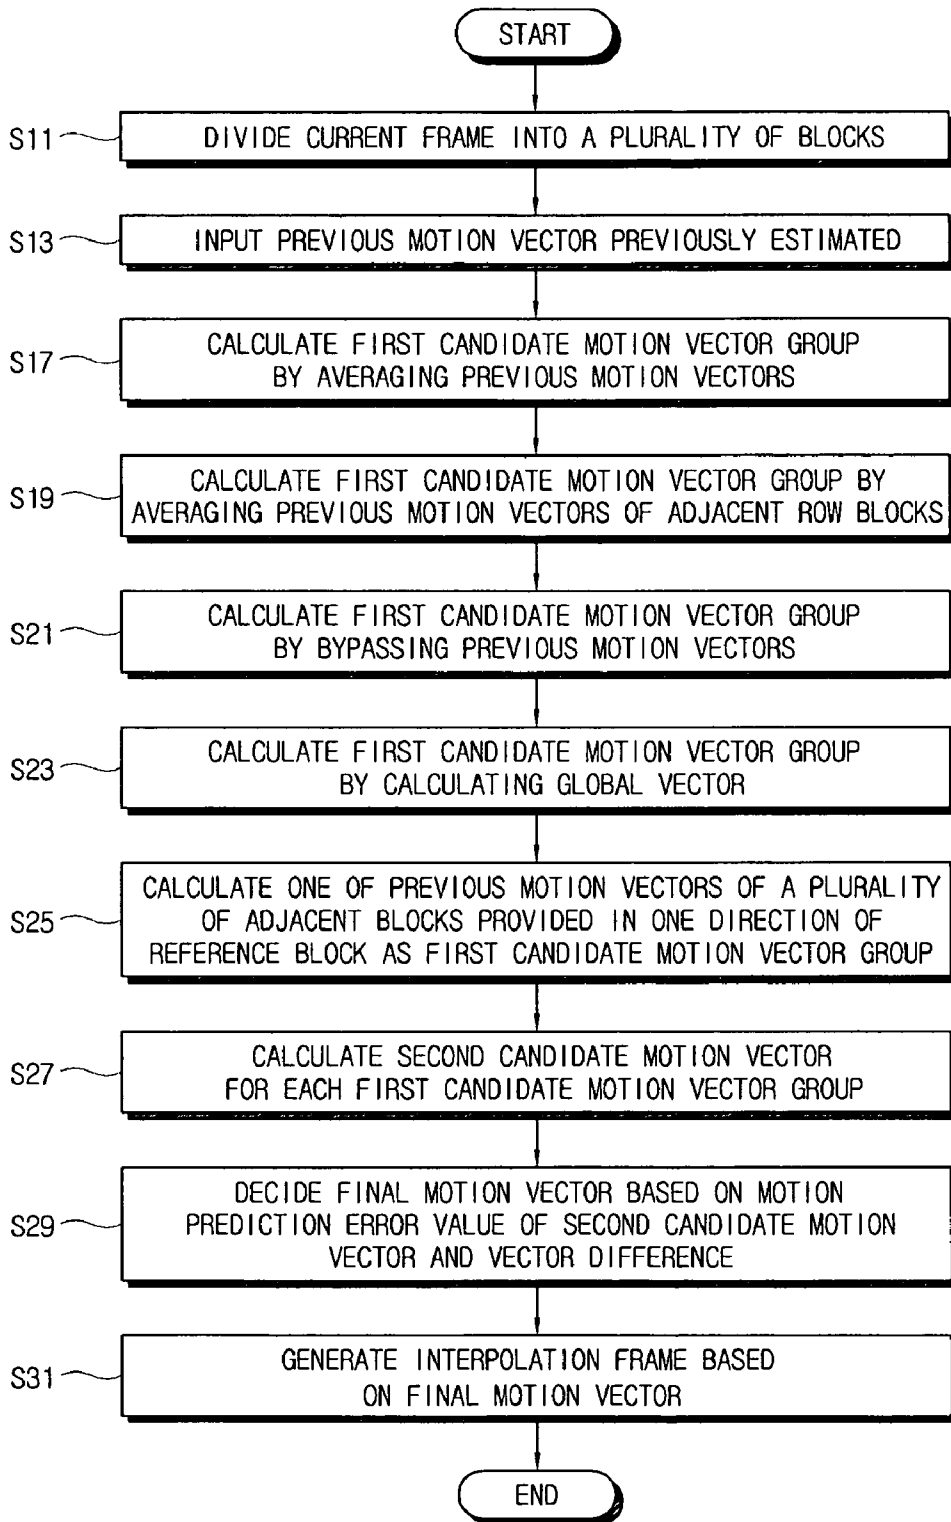 START
S11 DIVIDE CURRENT FRAME INTO A PLURALITY OF BLOCKS
S13 INPUT PREVIOUS MOTION VECTOR PREVIOUSLY ESTIMATED
S17 CALCULATE FIRST CANDIDATE MOTION VECTOR GROUP
BY AVERAGING PREVIOUS MOTION VECTORS
S19 CALCULATE FIRST CANDIDATE MOTION VECTOR GROUP BY
AVERAGING PREVIOUS MOTION VECTORS OF ADJACENT ROW BLOCKS
S21 CALCULATE FIRST CANDIDATE MOTION VECTOR GROUP
BY BYPASSING PREVIOUS MOTION VECTORS
S23 CALCULATE FIRST CANDIDATE MOTION VECTOR GROUP
BY CALCULATING GLOBAL VECTOR
CALCULATE ONE OF PREVIOUS MOTION VECTORS OF A PLURALITY
S25 OF ADJACENT BLOCKS PROVIDED IN ONE DIRECTION OF
REFERENCE BLOCK AS FIRST CANDIDATE MOTION VECTOR GROUP
S27 CALCULATE SECOND CANDIDATE MOTION VECTOR
FOR EACH FIRST CANDIDATE MOTION VECTOR GROUP
DECIDE FINAL MOTION VECTOR BASED ON MOTION
S29 PREDICTION ERROR VALUE OF SECOND CANDIDATE MOTION
VECTOR AND VECTOR DIFFERENCE
S31 GENERATE INTERPOLATION FRAME BASED
ON FINAL MOTION VECTOR
END